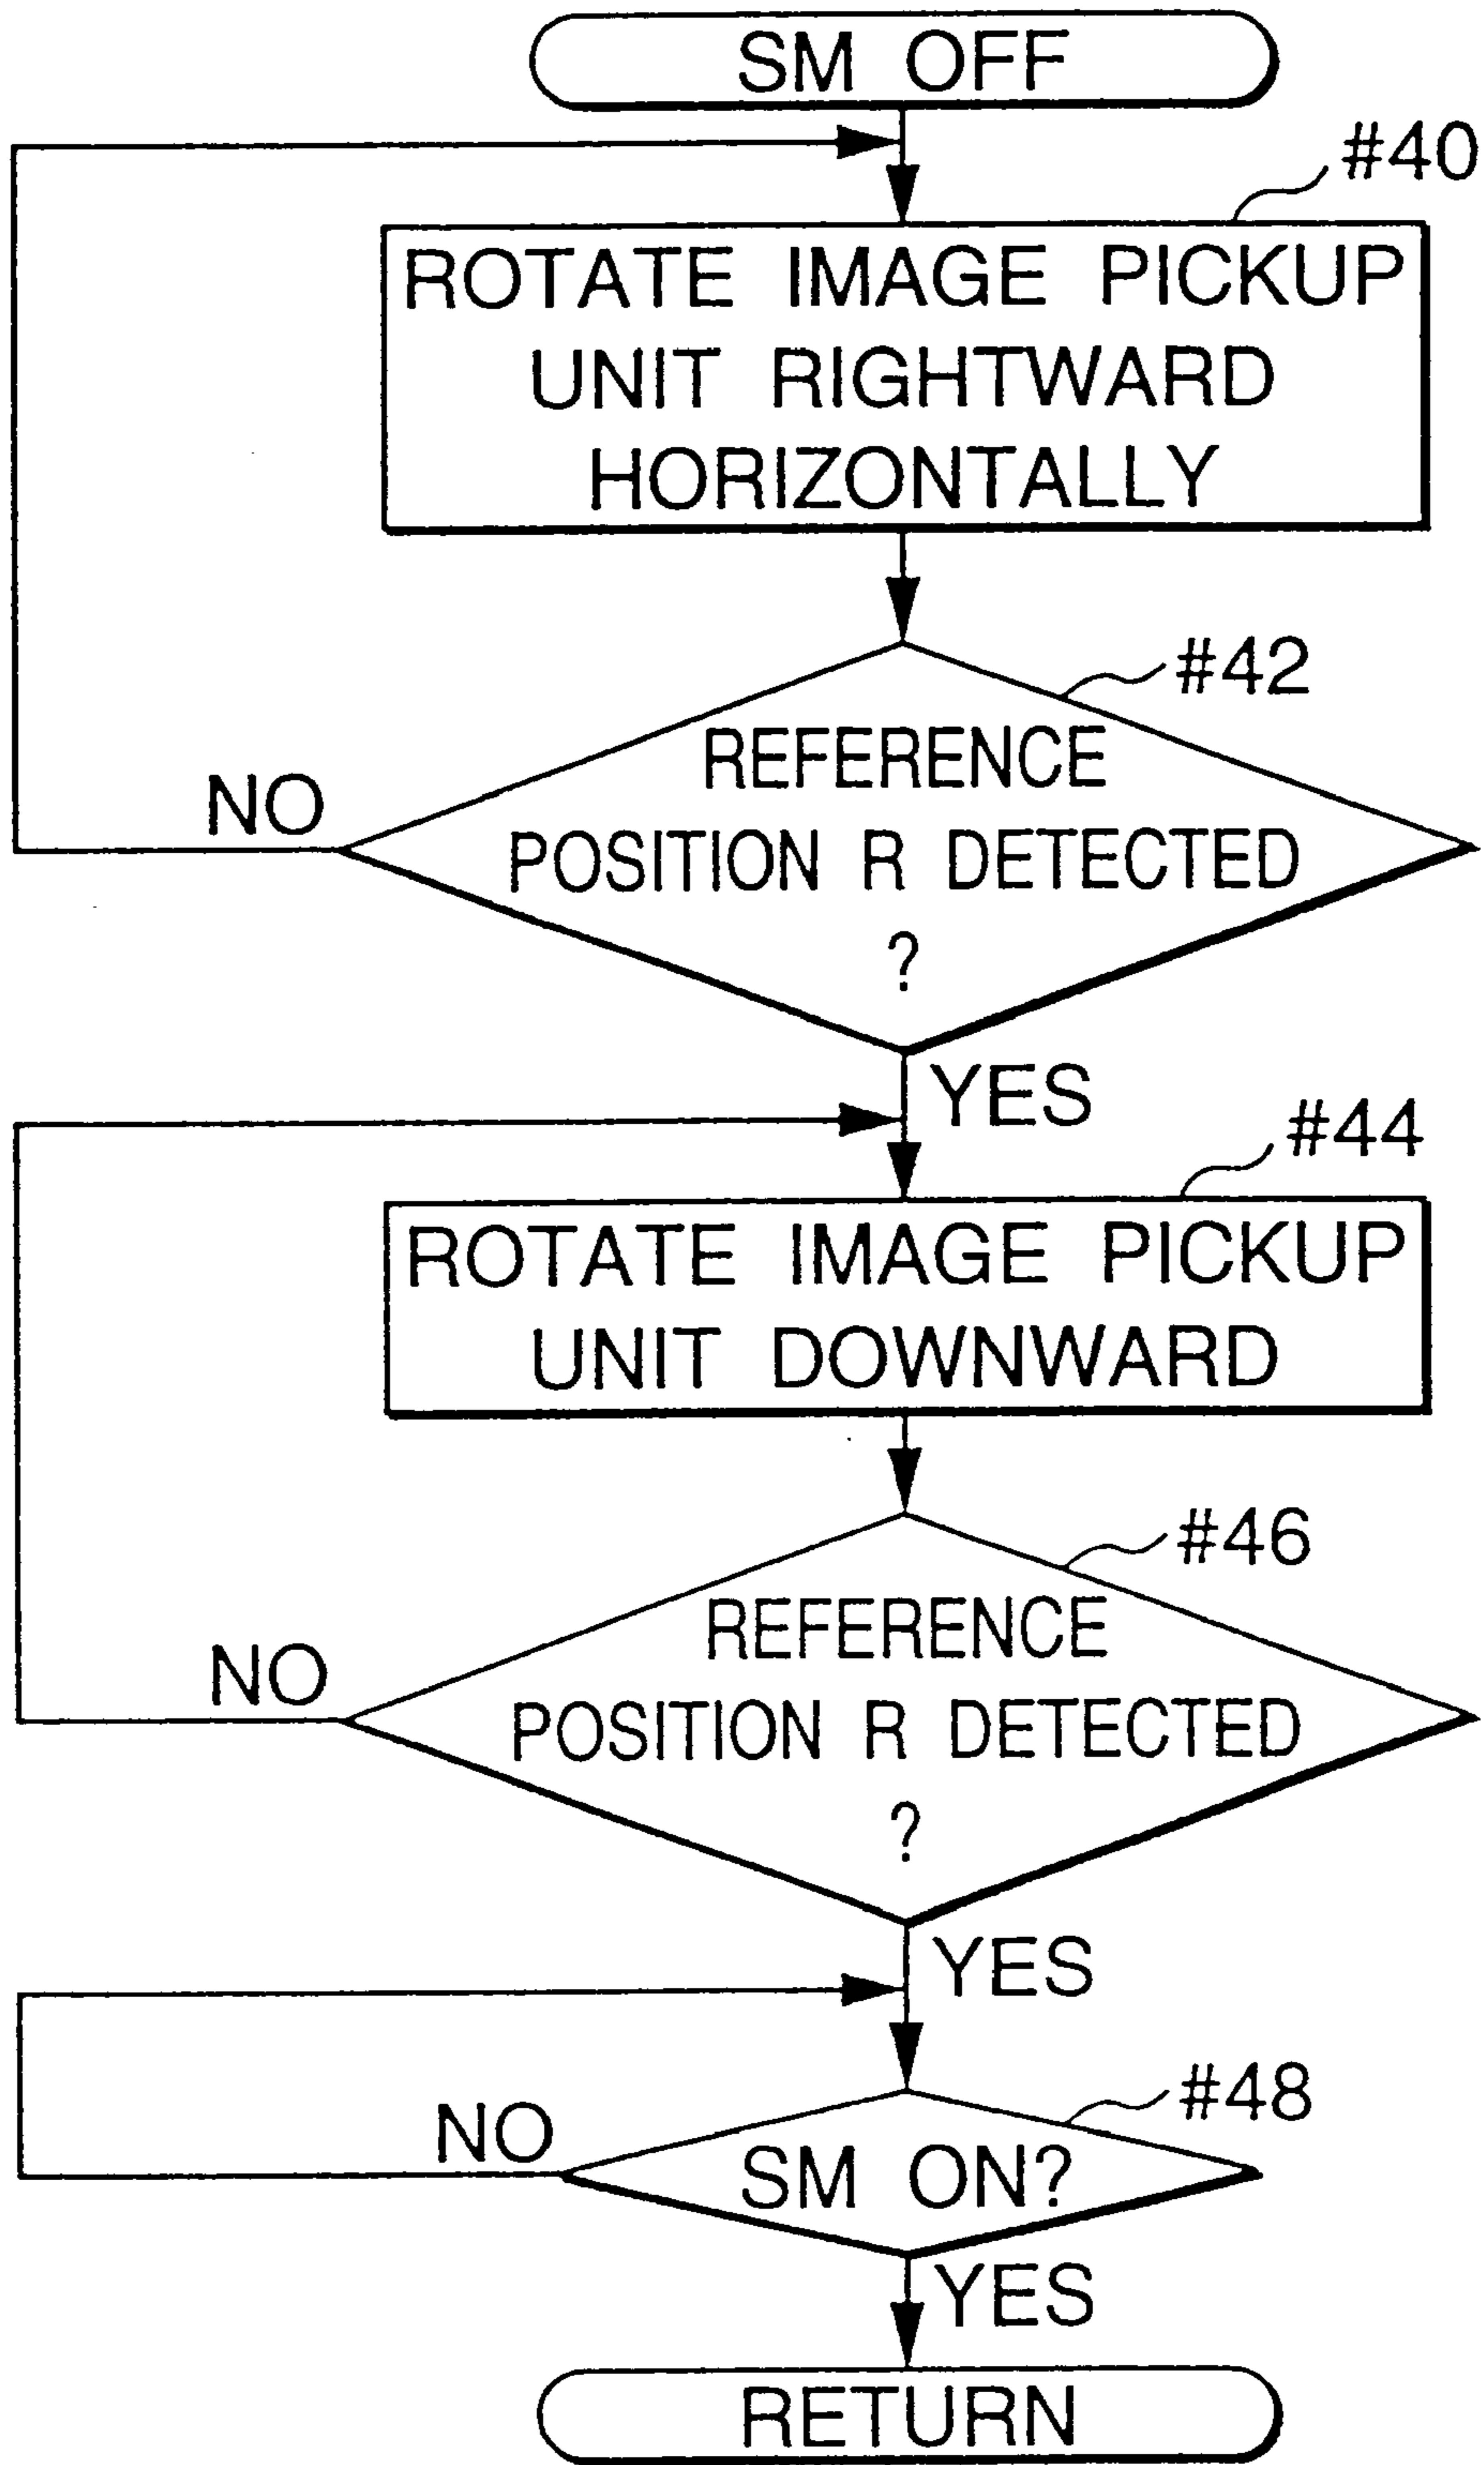 SM OFF
#40
ROTATE IMAGE PICKUP
UNIT RIGHTWARD
HORIZONTALLY
#42
REFERENCE
NO
POSITION R DETECTED
?
YES
#44
ROTATE IMAGE PICKUP
UNIT DOWNWARD
#46
REFERENCE
NO
POSITION R DETECTED
?
YES
#48
NO
SM ON?
YES
RETURN